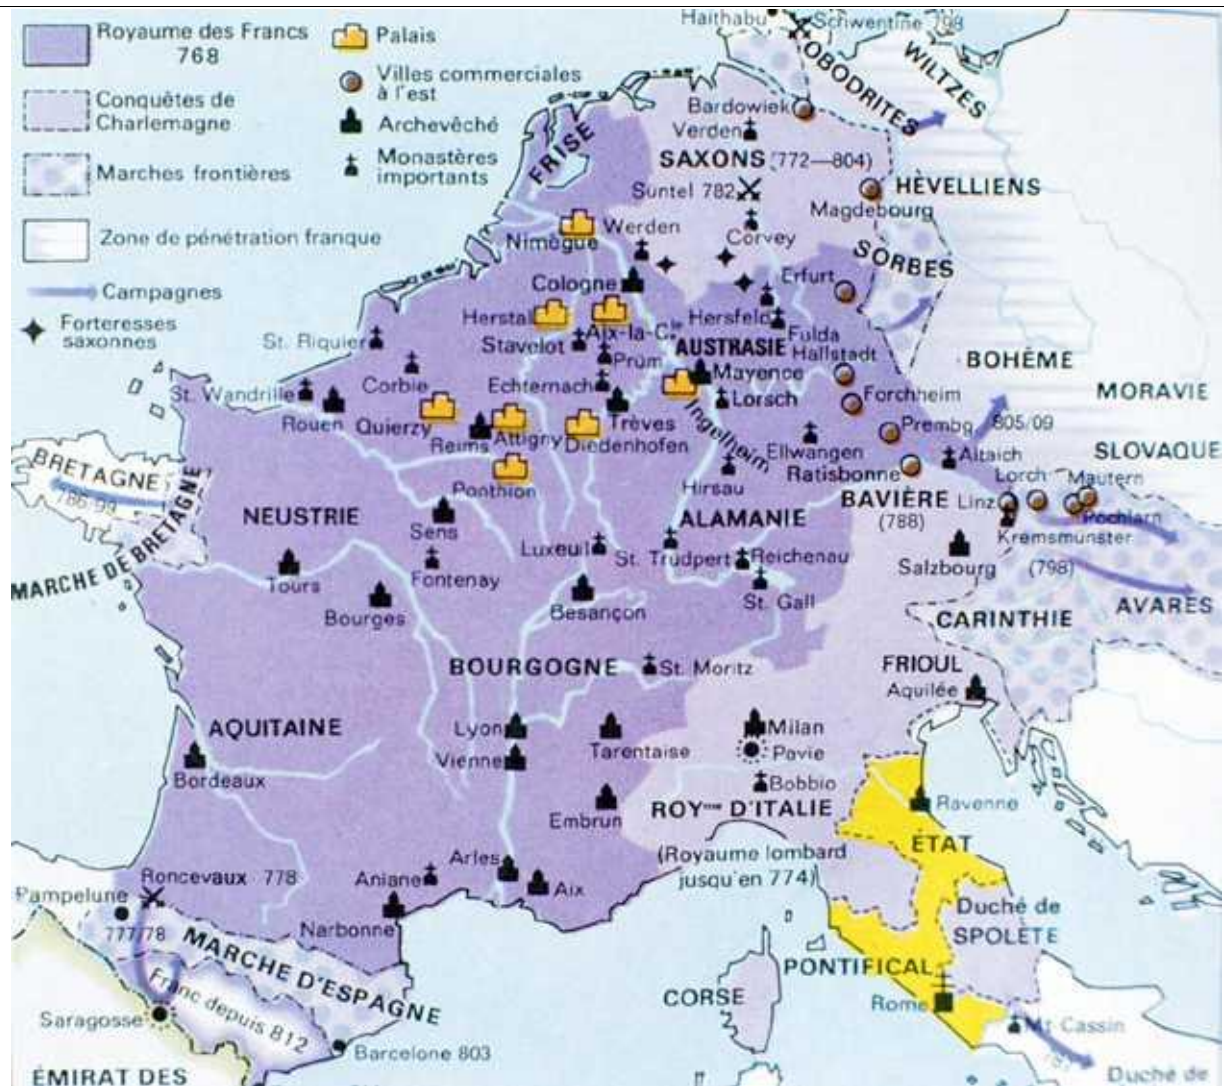 Royaume des Francs
768
Conquêtes de
Charlemagne
Marches frontières
Zone de pénétration franque
Campagnes
Forteresses
saxonnes
Palais
Villes commerciales
à l'est
Archevêché
Monastères
importants
Haithabu
Schwentine 798
OBODRITES
WILTZES
Bardowiek
Verden
SAXONS (772—804)
FRISE
Suntel 782
HÈVELLIENS
Magdebourg
Nimègue
Werden
Corvey
SORBES
Cologne
Erfurt
Herstal
Aix-la-C.le
Hersfeld
Fulda
St. Riquier
Stavelot
Prüm
AUSTRASIE
Hallstadt
BOHÊME
Corbie
Echternach
Mayence
MORAVIE
St. Wandrille
Lorsch
Forchheim
Rouen
Quierzy
Reims
Attigny
Trèves
Diedenhofen
Ingelheim
Prembg
805/09
Ellwangen
Altaich
SLOVAQUE
BRETAGNE
786/99
MARCHE DE BRETAGNE
Ponthion
Hirsau
Ratisbonne
Lorch
Mautern
BAVIÈRE
(788)
Linz
Pochlarn
NEUSTRIE
Sens
ALAMANIE
Kremsmunster
Luxeuil
St. Trudpert
Reichenau
Salzbourg
(798)
Tours
Fontenay
St. Gall
AVARES
Bourges
Besançon
CARINTHIE
BOURGOGNE
St. Moritz
FRIOUL
Aquilée
AQUITAINE
Lyon
Tarentaise
Milan
Bordeaux
Vienne
Pavie
Bobbio
Embrun
ROYme D'ITALIE
Ravenne
(Royaume lombard
jusqu'en 774)
ÉTAT
Arles
Roncevaux 778
Aniane
Aix
Pampelune
Narbonne
Duché de
SPOLÈTE
777/78
MARCHE D'ESPAGNE
PONTIFICAL
Franc depuis 812
CORSE
Rome
Saragosse
Mt Cassin
Barcelone 803
787
ÉMIRAT DES
Duché de